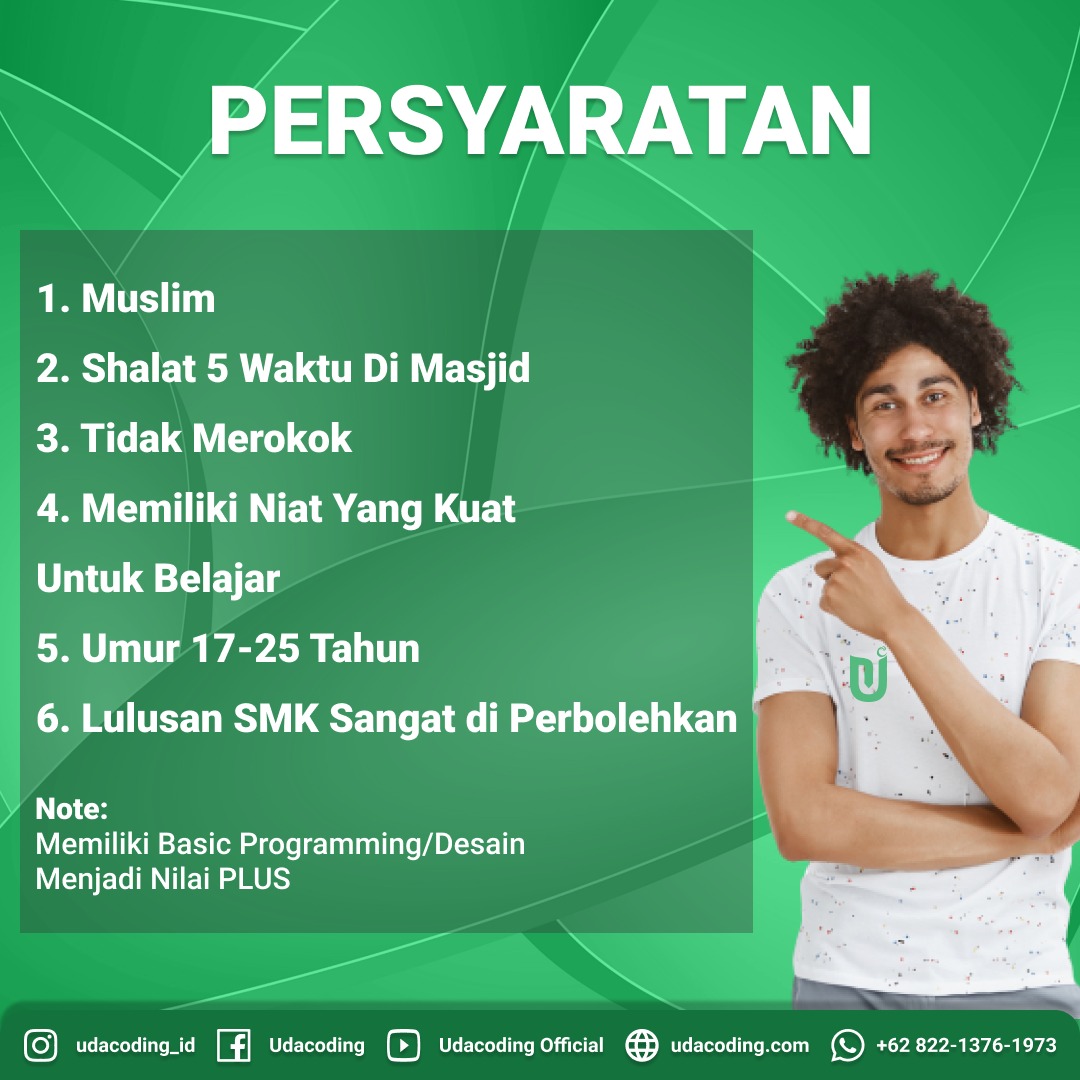 PERSYARATAN
1. Muslim
2. Shalat 5 Waktu Di Masjid
3. Tidak Merokok
4. Memiliki Niat Yang Kuat
Untuk Belajar
5. Umur 17-25 Tahun
6. Lulusan SMK Sangat di Perbolehkan
Note:
Memiliki Basic Programming/Desain
Menjadi Nilai PLUS
udacoding_id
Udacoding
Udacoding Official
udacoding.com
+62 822-1376-1973